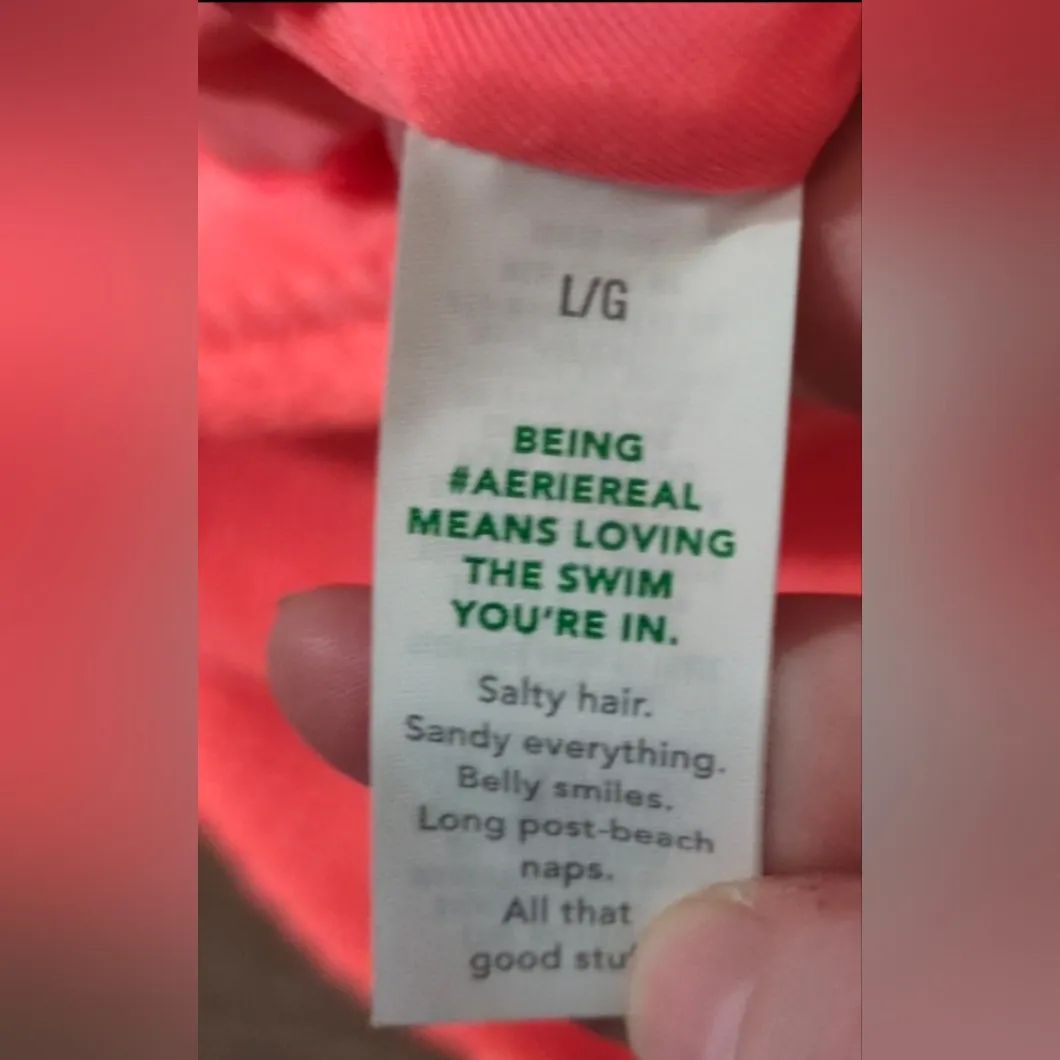 L/G
BEING
#AERIEREAL
MEANS LOVING
THE SWIM
YOU'RE IN.
Salty hair.
Sandy everything.
Belly smiles.
Long post-beach
naps.
All that
good